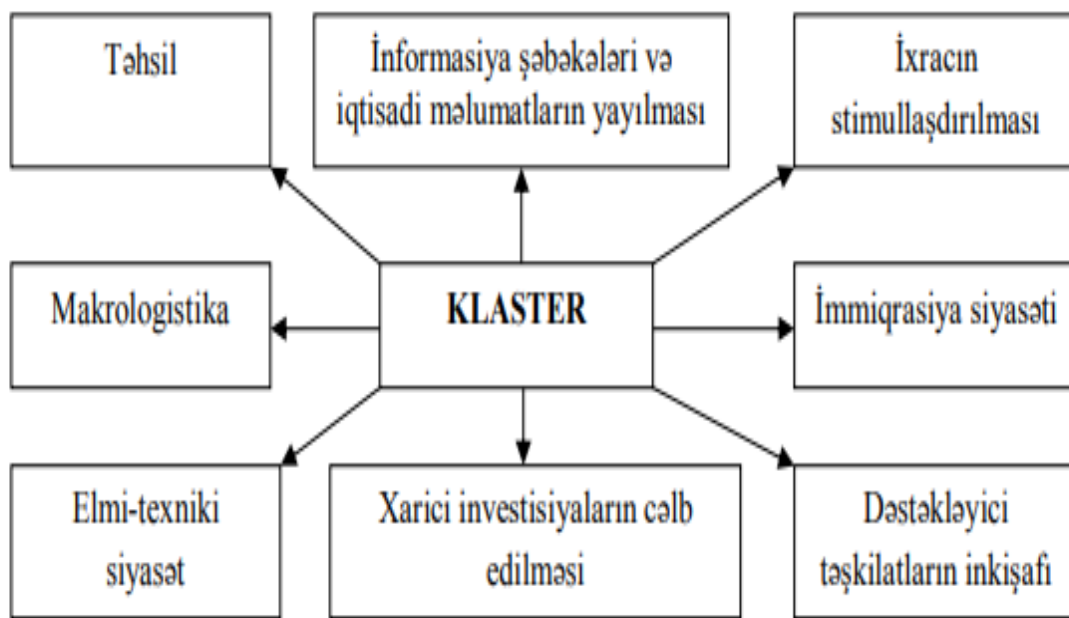 Təhsil
İnformasiya şəbəkələri və
iqtisadi məlumatların yayılması
İxracın
stimullaşdırılması
Makrologistika
KLASTER
İmmiqrasiya siyasəti
Elmi-texniki
siyasət
Xarici investisiyaların cəlb
edilməsi
Dəstəkləyici
təşkilatların inkişafı